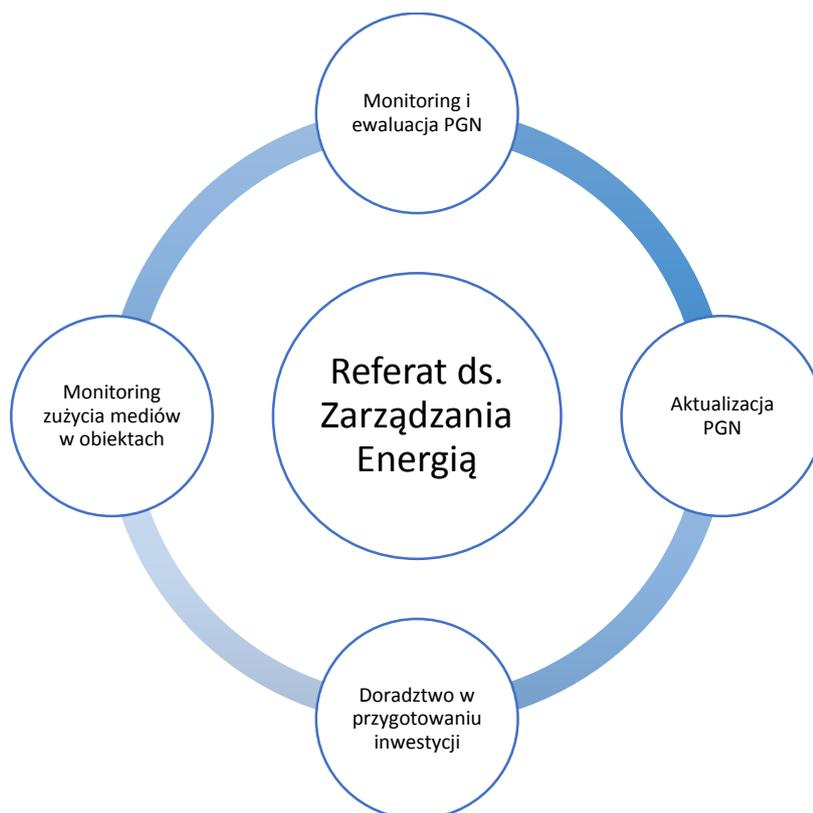 Monitoring i
ewaluacja PGN
Monitoring
zużycia mediów
w obiektach
Referat ds.
Zarządzania
Energią
Aktualizacja
PGN
Doradztwo w
przygotowaniu
inwestycji